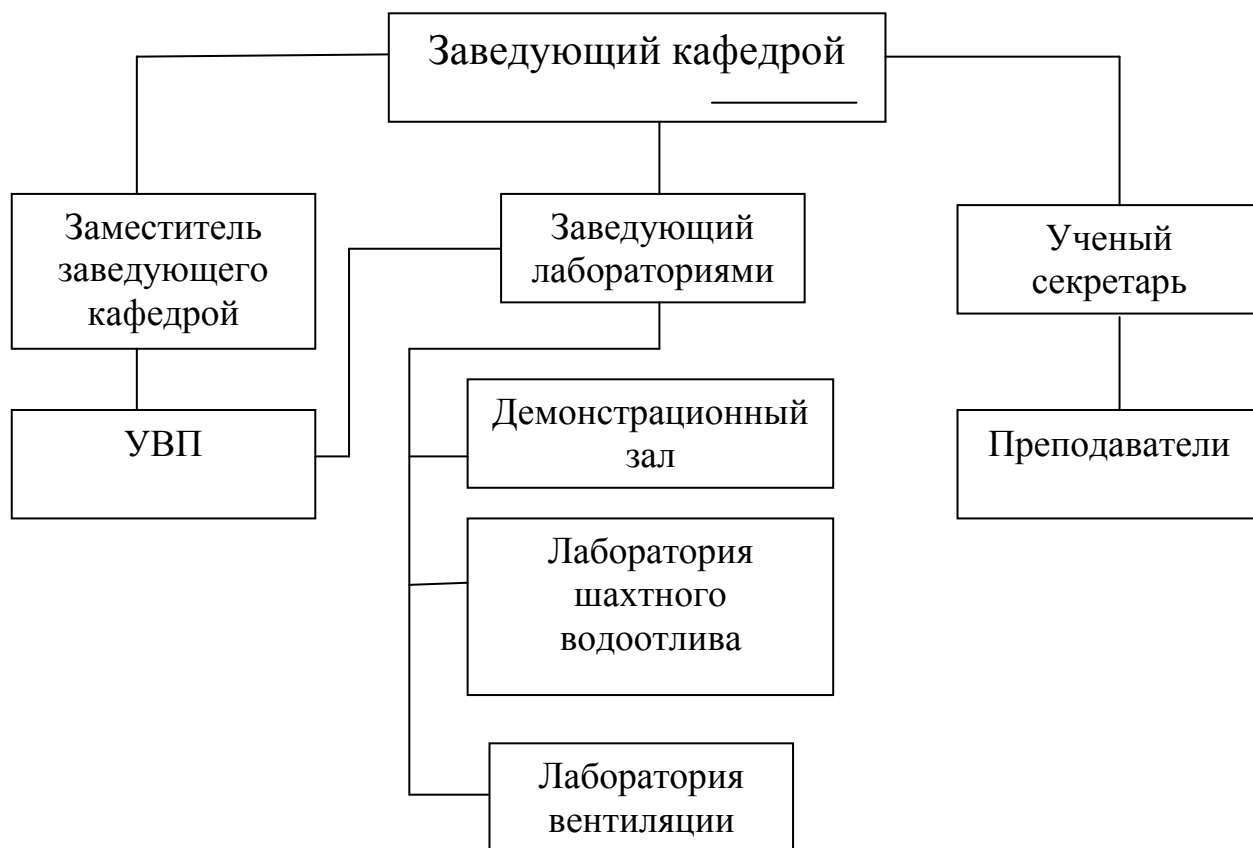 Заведующий кафедрой
Заместитель
заведующего
кафедрой
Заведующий
лабораториями
Ученый
секретарь
УВП
Демонстрационный
зал
Преподаватели
Лаборатория
шахтного
водоотлива
Лаборатория
вентиляции